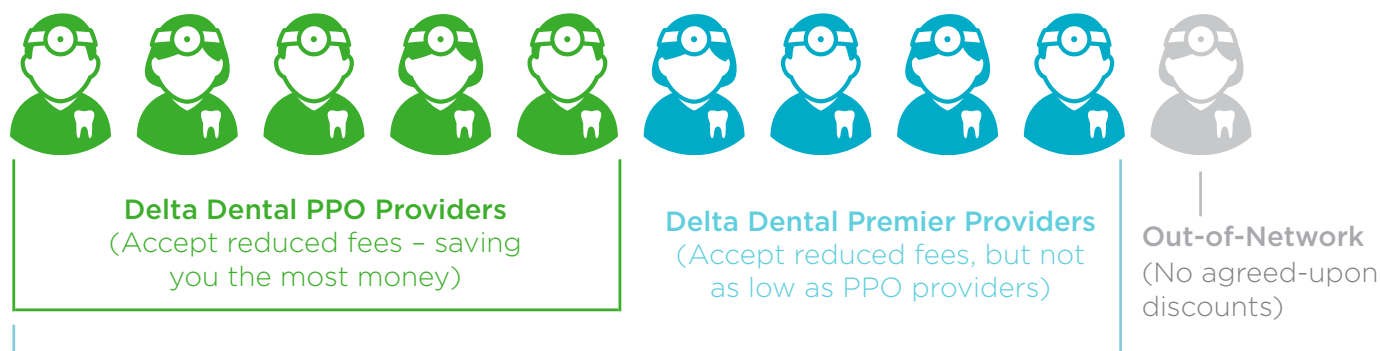 Delta Dental PPO Providers
(Accept reduced fees – saving
you the most money)
Delta Dental Premier Providers
(Accept reduced fees, but not
as low as PPO providers)
Out-of-Network
(No agreed-upon
discounts)